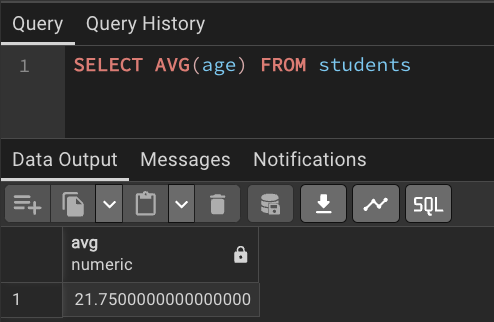 Query Query History
1 SELECT AVG(age) FROM students
Data Output Messages Notifications
SQL
avg
numeric
1 21.7500000000000000